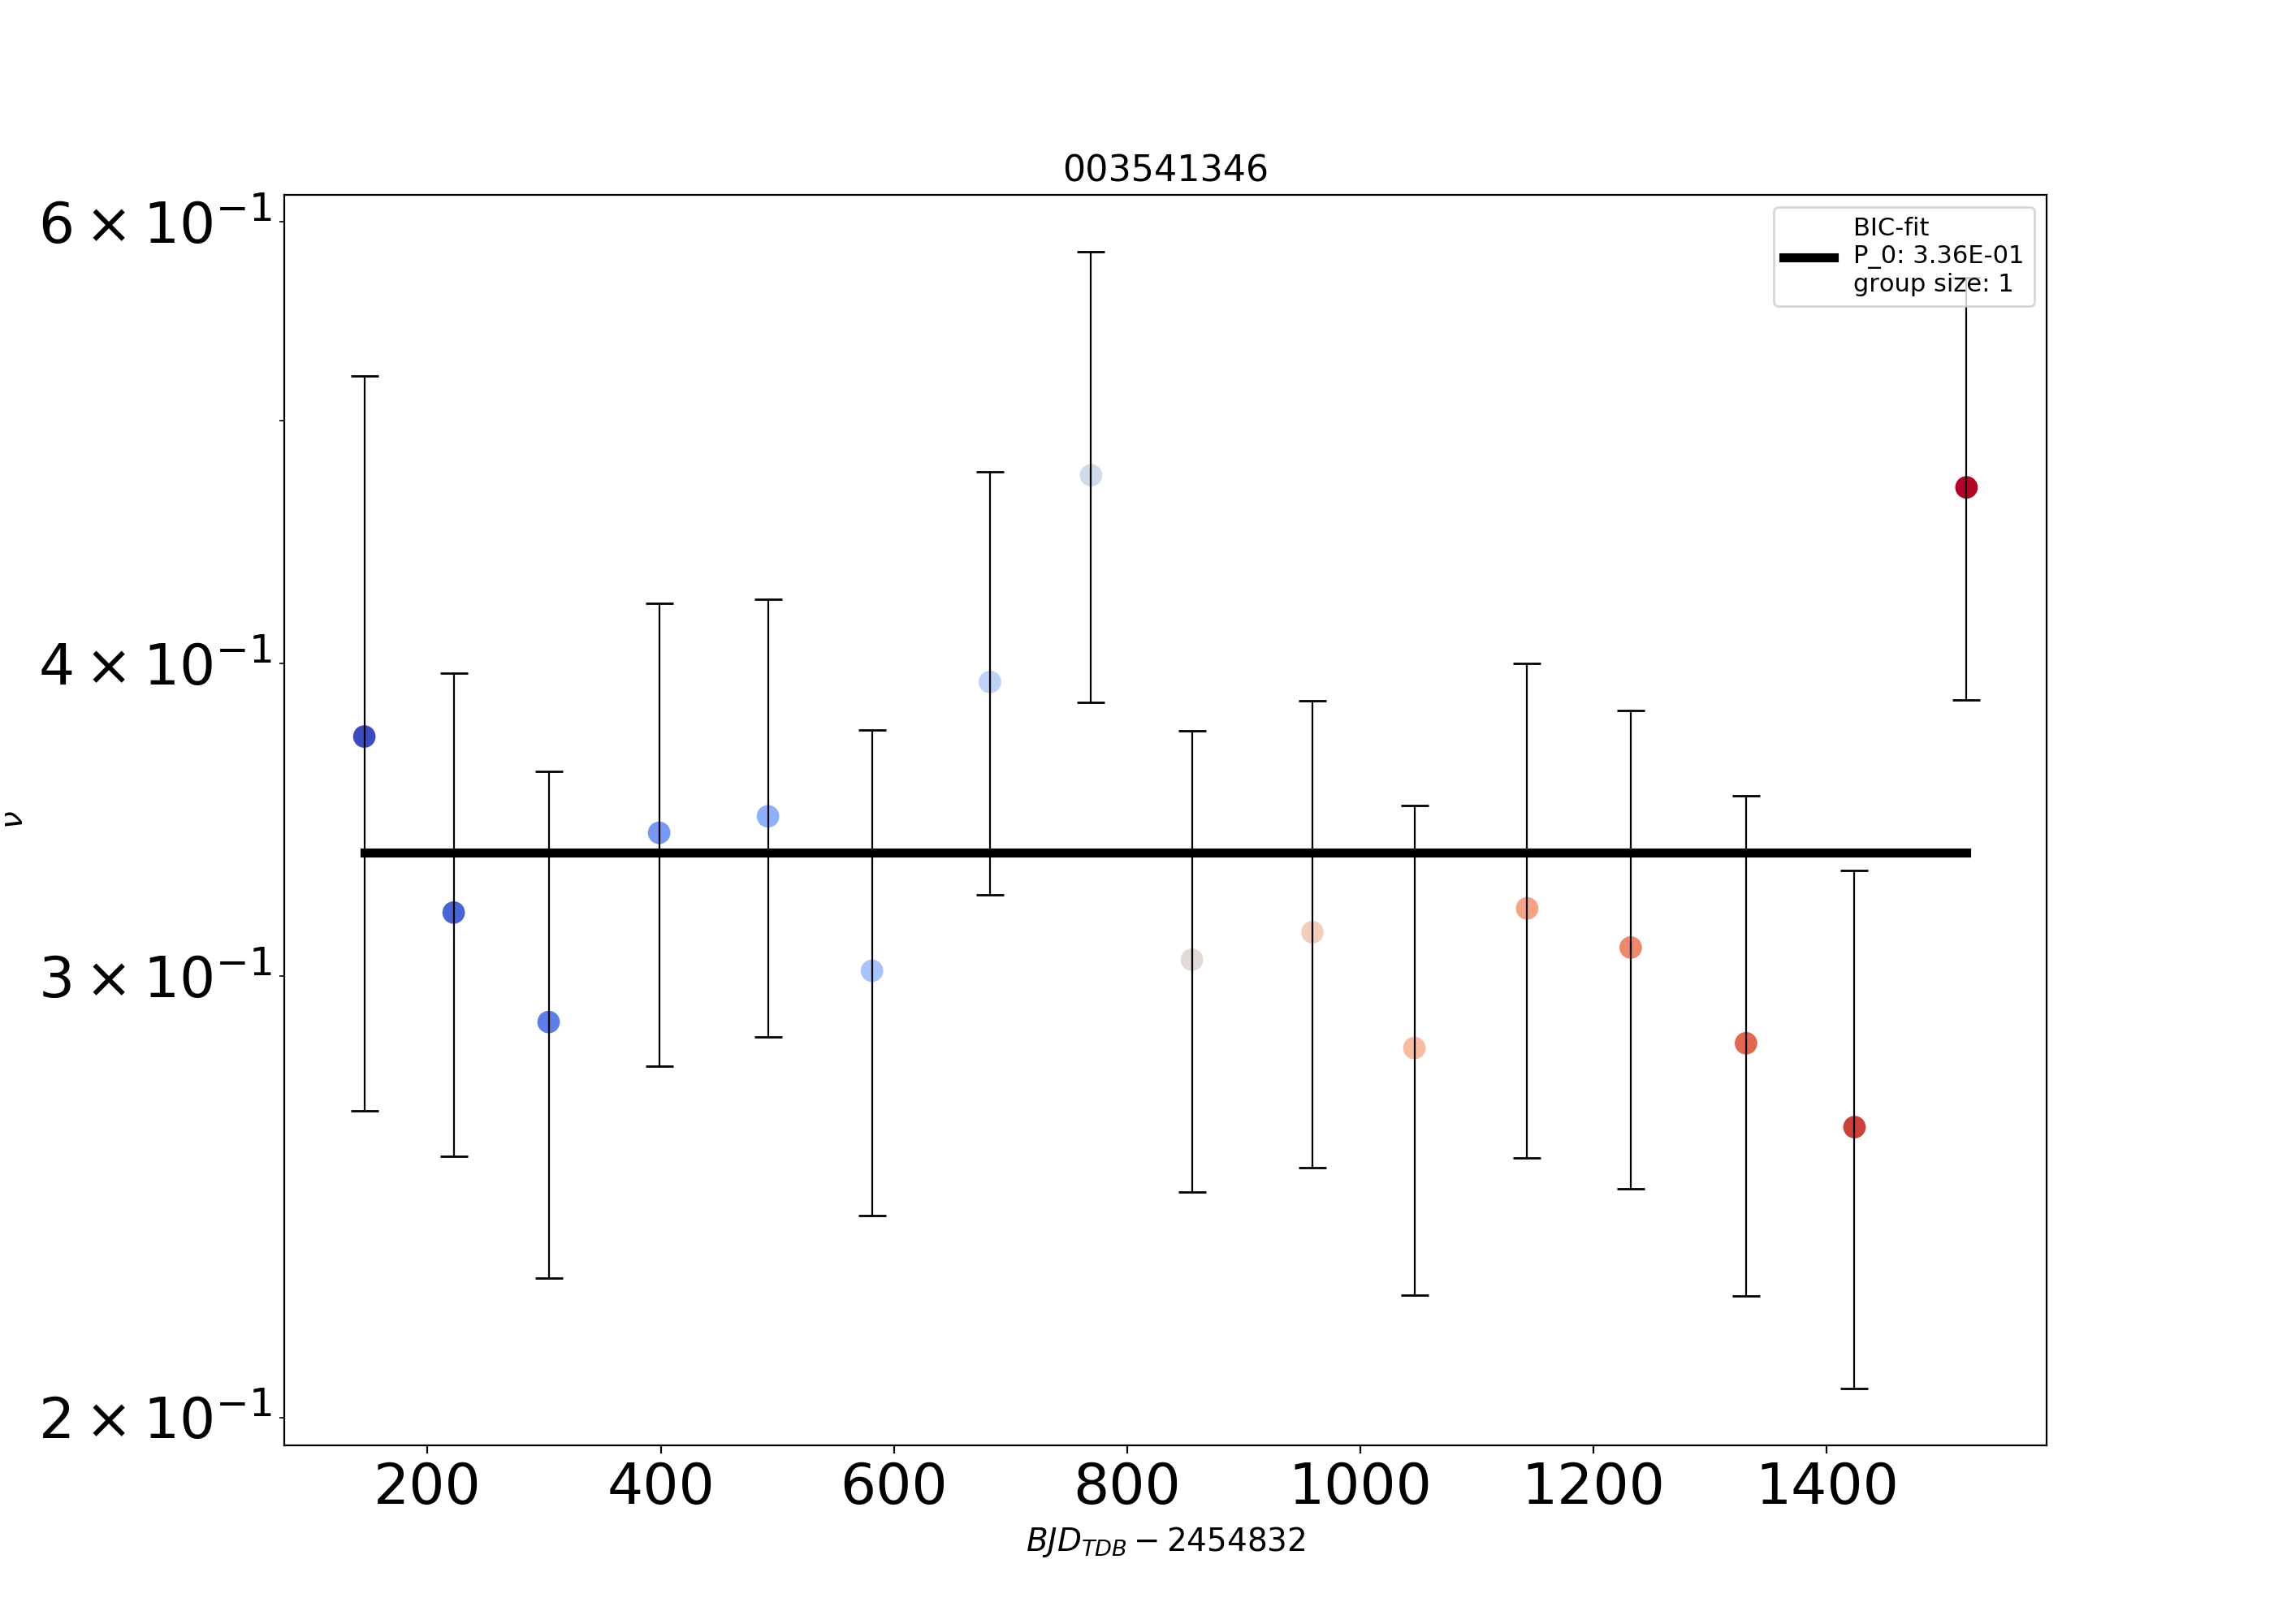 003541346
6 × 10⁻¹
4 × 10⁻¹
3 × 10⁻¹
2 × 10⁻¹
ν
BIC-fit
P_0: 3.36E-01
group size: 1
200 400 600 800 1000 1200 1400
BJD_TDB − 2454832